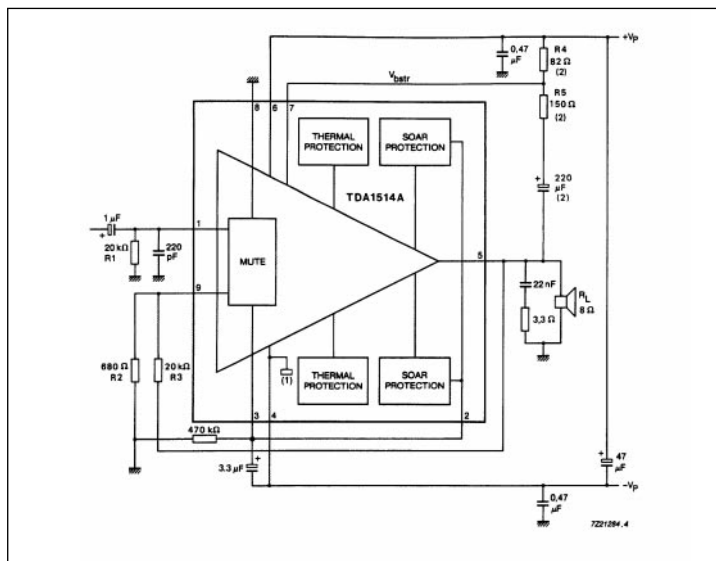 +VP
0,47
µF
R4
82 Ω
(2)
Vbstr
R5
150 Ω
(2)
8
6
7
THERMAL
PROTECTION
SOAR
PROTECTION
TDA1514A
220
µF
(2)
1 µF
+
1
20 kΩ
R1
220
pF
MUTE
5
9
22 nF
RL
8 Ω
3,3 Ω
680 Ω
R2
20 kΩ
R3
(1)
THERMAL
PROTECTION
SOAR
PROTECTION
3
4
2
470 kΩ
3.3 µF
+
+
47
µF
-VP
0,47
µF
7Z21284.4